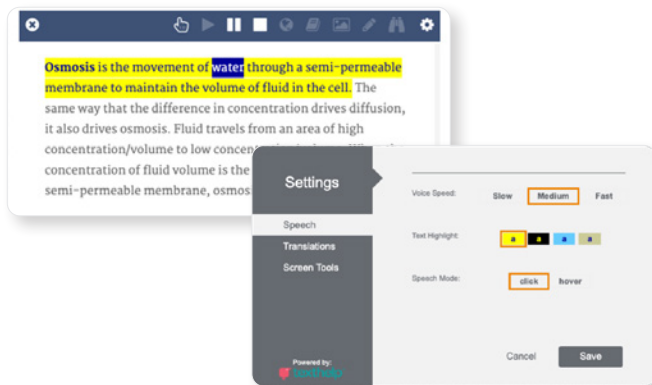 Osmosis is the movement of water through a semi-permeable
membrane to maintain the volume of fluid in the cell. The
same way that the difference in concentration drives diffusion,
it also drives osmosis. Fluid travels from an area of high
concentration/volume to low
concentration of fluid volume is the
semi-permeable membrane,
Settings
Speech
Translations
Screen Tools
Powered by:
texthelp
Voice Speed: Slow Medium Fast
Text Highlight: a a a a
Speech Mode: click hover
Cancel Save